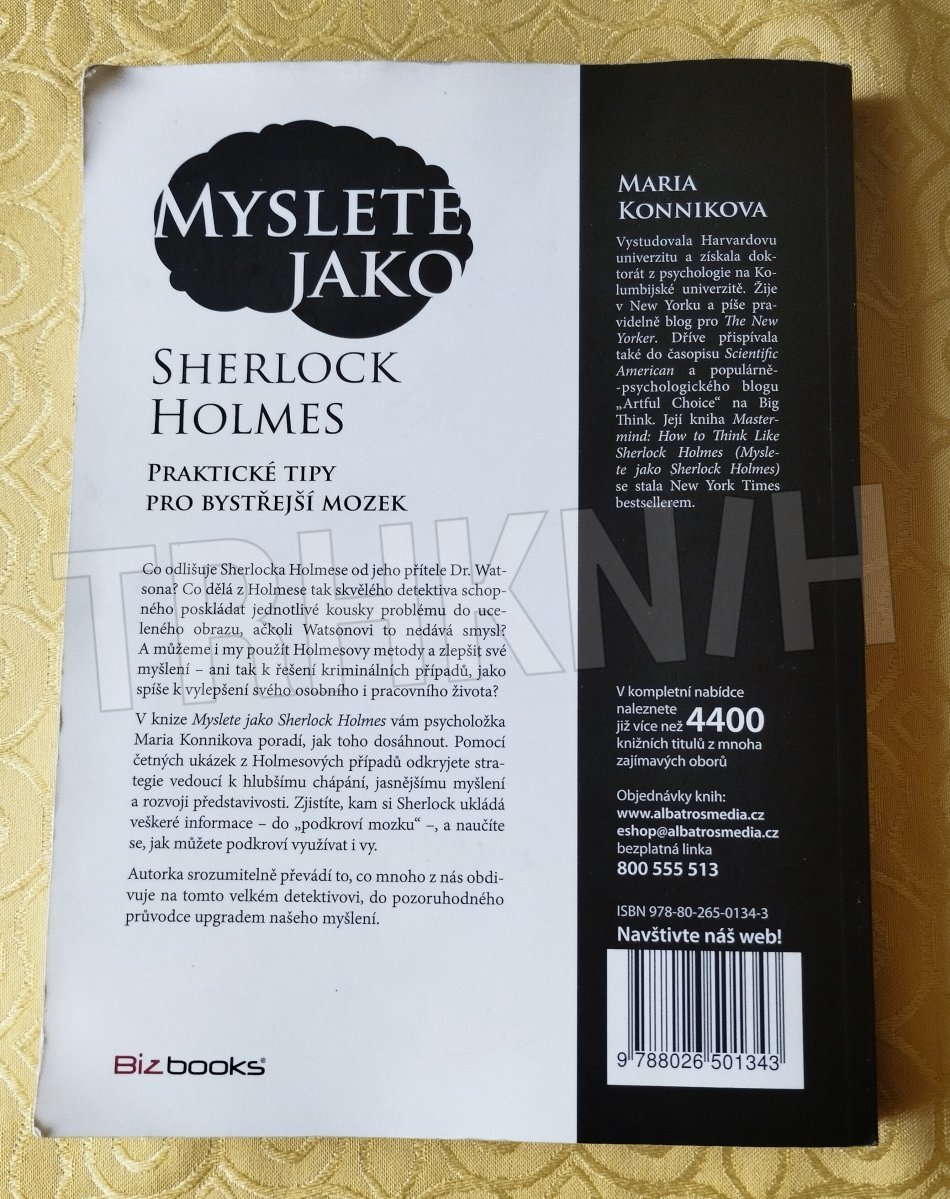 MYSLETE
JAKO
SHERLOCK
HOLMES
PRAKTICKÉ TIPY
PRO BYSTŘEJŠÍ MOZEK
Co odlišuje Sherlocka Holmese od jeho přítele Dr. Wat-
sona? Co dělá z Holmese tak skvělého detektiva schop-
ného poskládat jednotlivé kousky problému do uce-
leného obrazu, ačkoli Watsonovi to nedává smysl?
A můžeme i my použít Holmesovy metody a zlepšit své
myšlení – ani tak k řešení kriminálních případů, jako
spíše k vylepšení svého osobního i pracovního života?
V knize Myslete jako Sherlock Holmes vám psycholožka
Maria Konnikova poradí, jak toho dosáhnout. Pomocí
četných ukázek z Holmesových případů odkryjete stra-
tegie vedoucí k hlubšímu chápání, jasnějšímu myšlení
a rozvoji představivosti. Zjistíte, kam si Sherlock ukládá
veškeré informace – do „podkroví mozku“ –, a naučíte
se, jak můžete podkroví využívat i vy.
Autorka srozumitelně převádí to, co mnoho z nás obdi-
vuje na tomto velkém detektivovi, do pozoruhodného
průvodce upgradem našeho myšlení.
Bizbooks®
MARIA
KONNIKOVA
Vystudovala Harvardovu
univerzitu a získala dok-
torát z psychologie na Ko-
lumbijské univerzitě. Žije
v New Yorku a píše pra-
videlně blog pro The New
Yorker. Dříve přispívala
také do časopisu Scientific
American a populárně-
-psychologického blogu
„Artful Choice“ na Big
Think. Její kniha Master-
mind: How to Think Like
Sherlock Holmes (Mysle-
te jako Sherlock Holmes)
se stala New York Times
bestsellerem.
V kompletní nabídce
naleznete
již více než 4400
knižních titulů z mnoha
zajímavých oborů
Objednávky knih:
www.albatrosmedia.cz
eshop@albatrosmedia.cz
bezplatná linka
800 555 513
ISBN 978-80-265-0134-3
Navštivte náš web!
9 788026 501343
TRHKNIH